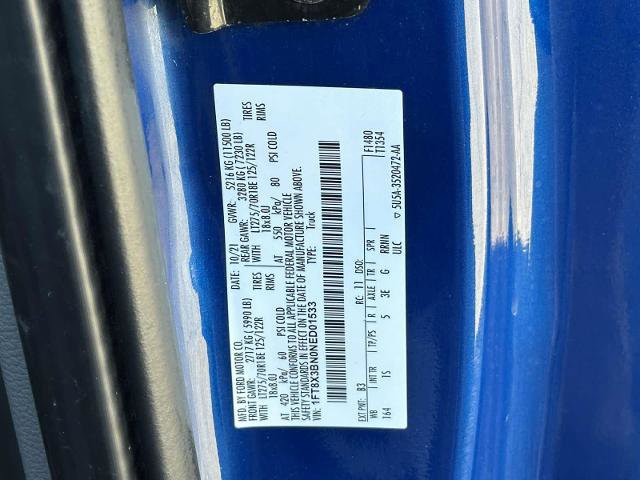 MFD. BY FORD MOTOR CO.
DATE: 10/21 GVWR: 5216 KG (11500 LB)
FRONT GAWR: 2717 KG ( 5990 LB) REAR GAWR: 3280 KG ( 7230 LB)
WITH LT275/70R18E 125/122R TIRES WITH LT275/70R18E 125/122R TIRES
18x8.0J RIMS 18x8.0J RIMS
AT 420 kPa/ 60 PSI COLD AT 550 kPa/ 80 PSI COLD
THIS VEHICLE CONFORMS TO ALL APPLICABLE FEDERAL MOTOR VEHICLE
SAFETY STANDARDS IN EFFECT ON THE DATE OF MANUFACTURE SHOWN ABOVE.
VIN: 1FT8X3BN0NED01533 TYPE: Truck
F1480
T1354
EXT PNT: B3 RC: 11 DSO:
WB INT TR TP/PS R AXLE TR SPR
164 1S 5 3E G RRNN
ULC
5U5A-3520472-AA